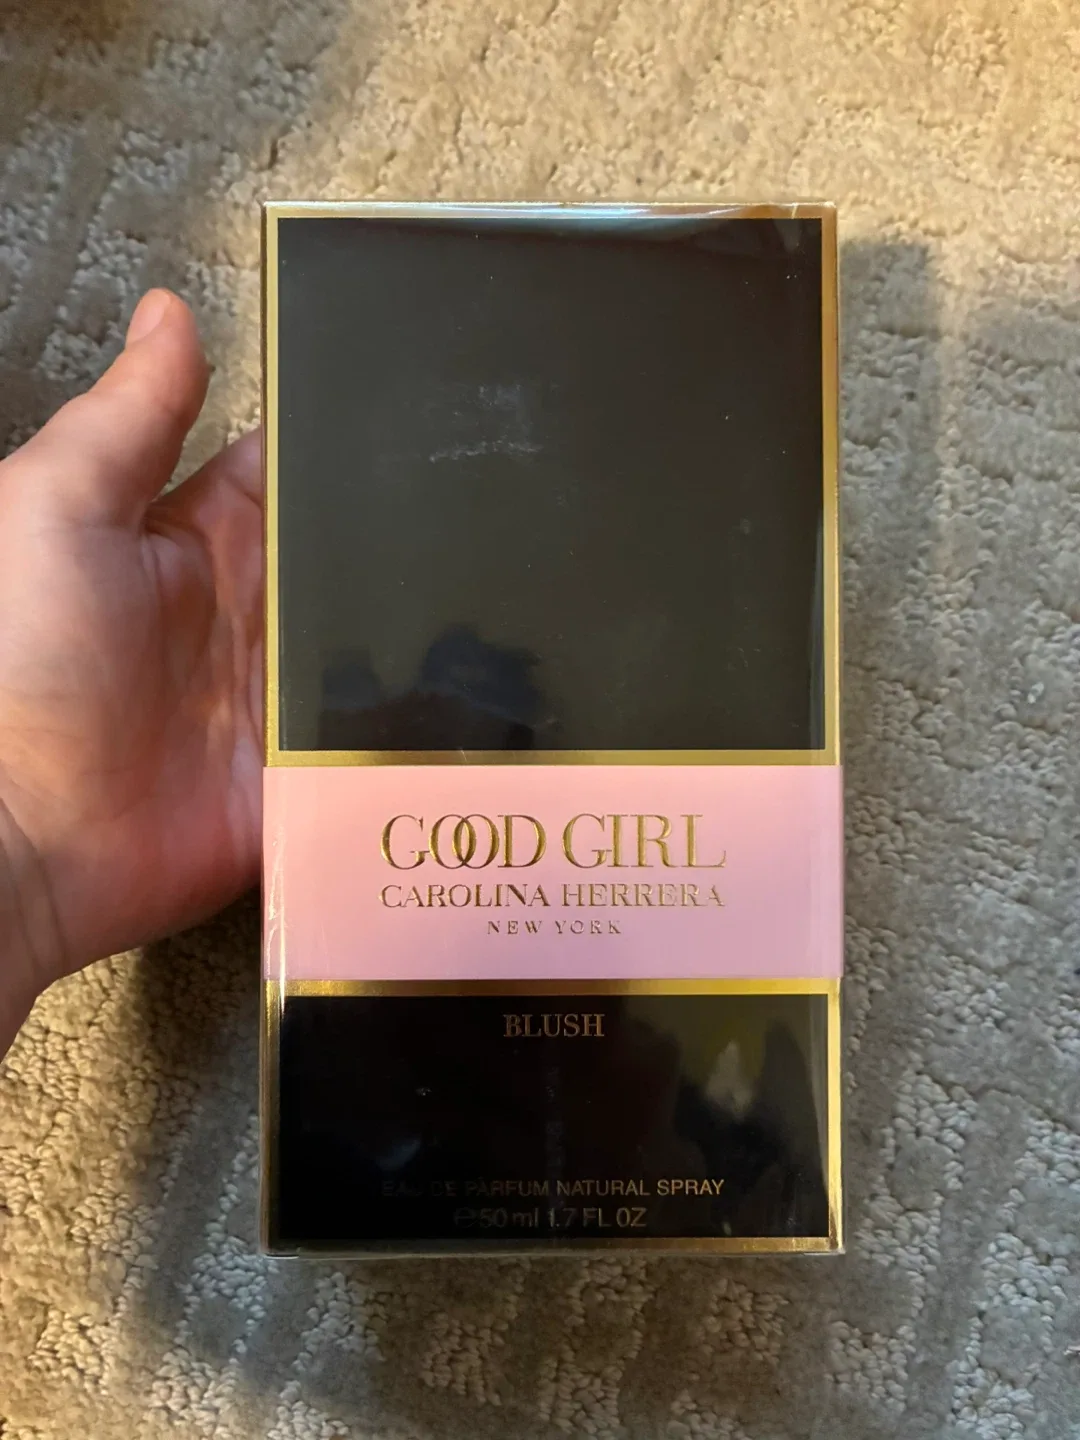 GOOD GIRL
CAROLINA HERRERA
NEW YORK
BLUSH
EAU DE PARFUM NATURAL SPRAY
℮ 50 ml 1.7 FL OZ